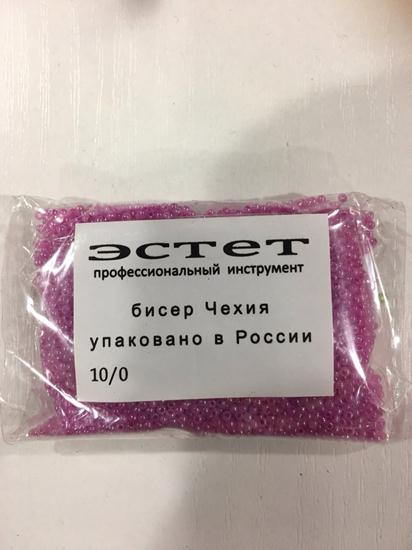 ЭСТЕТ
профессиональный инструмент
бисер Чехия
упаковано в России
10/0